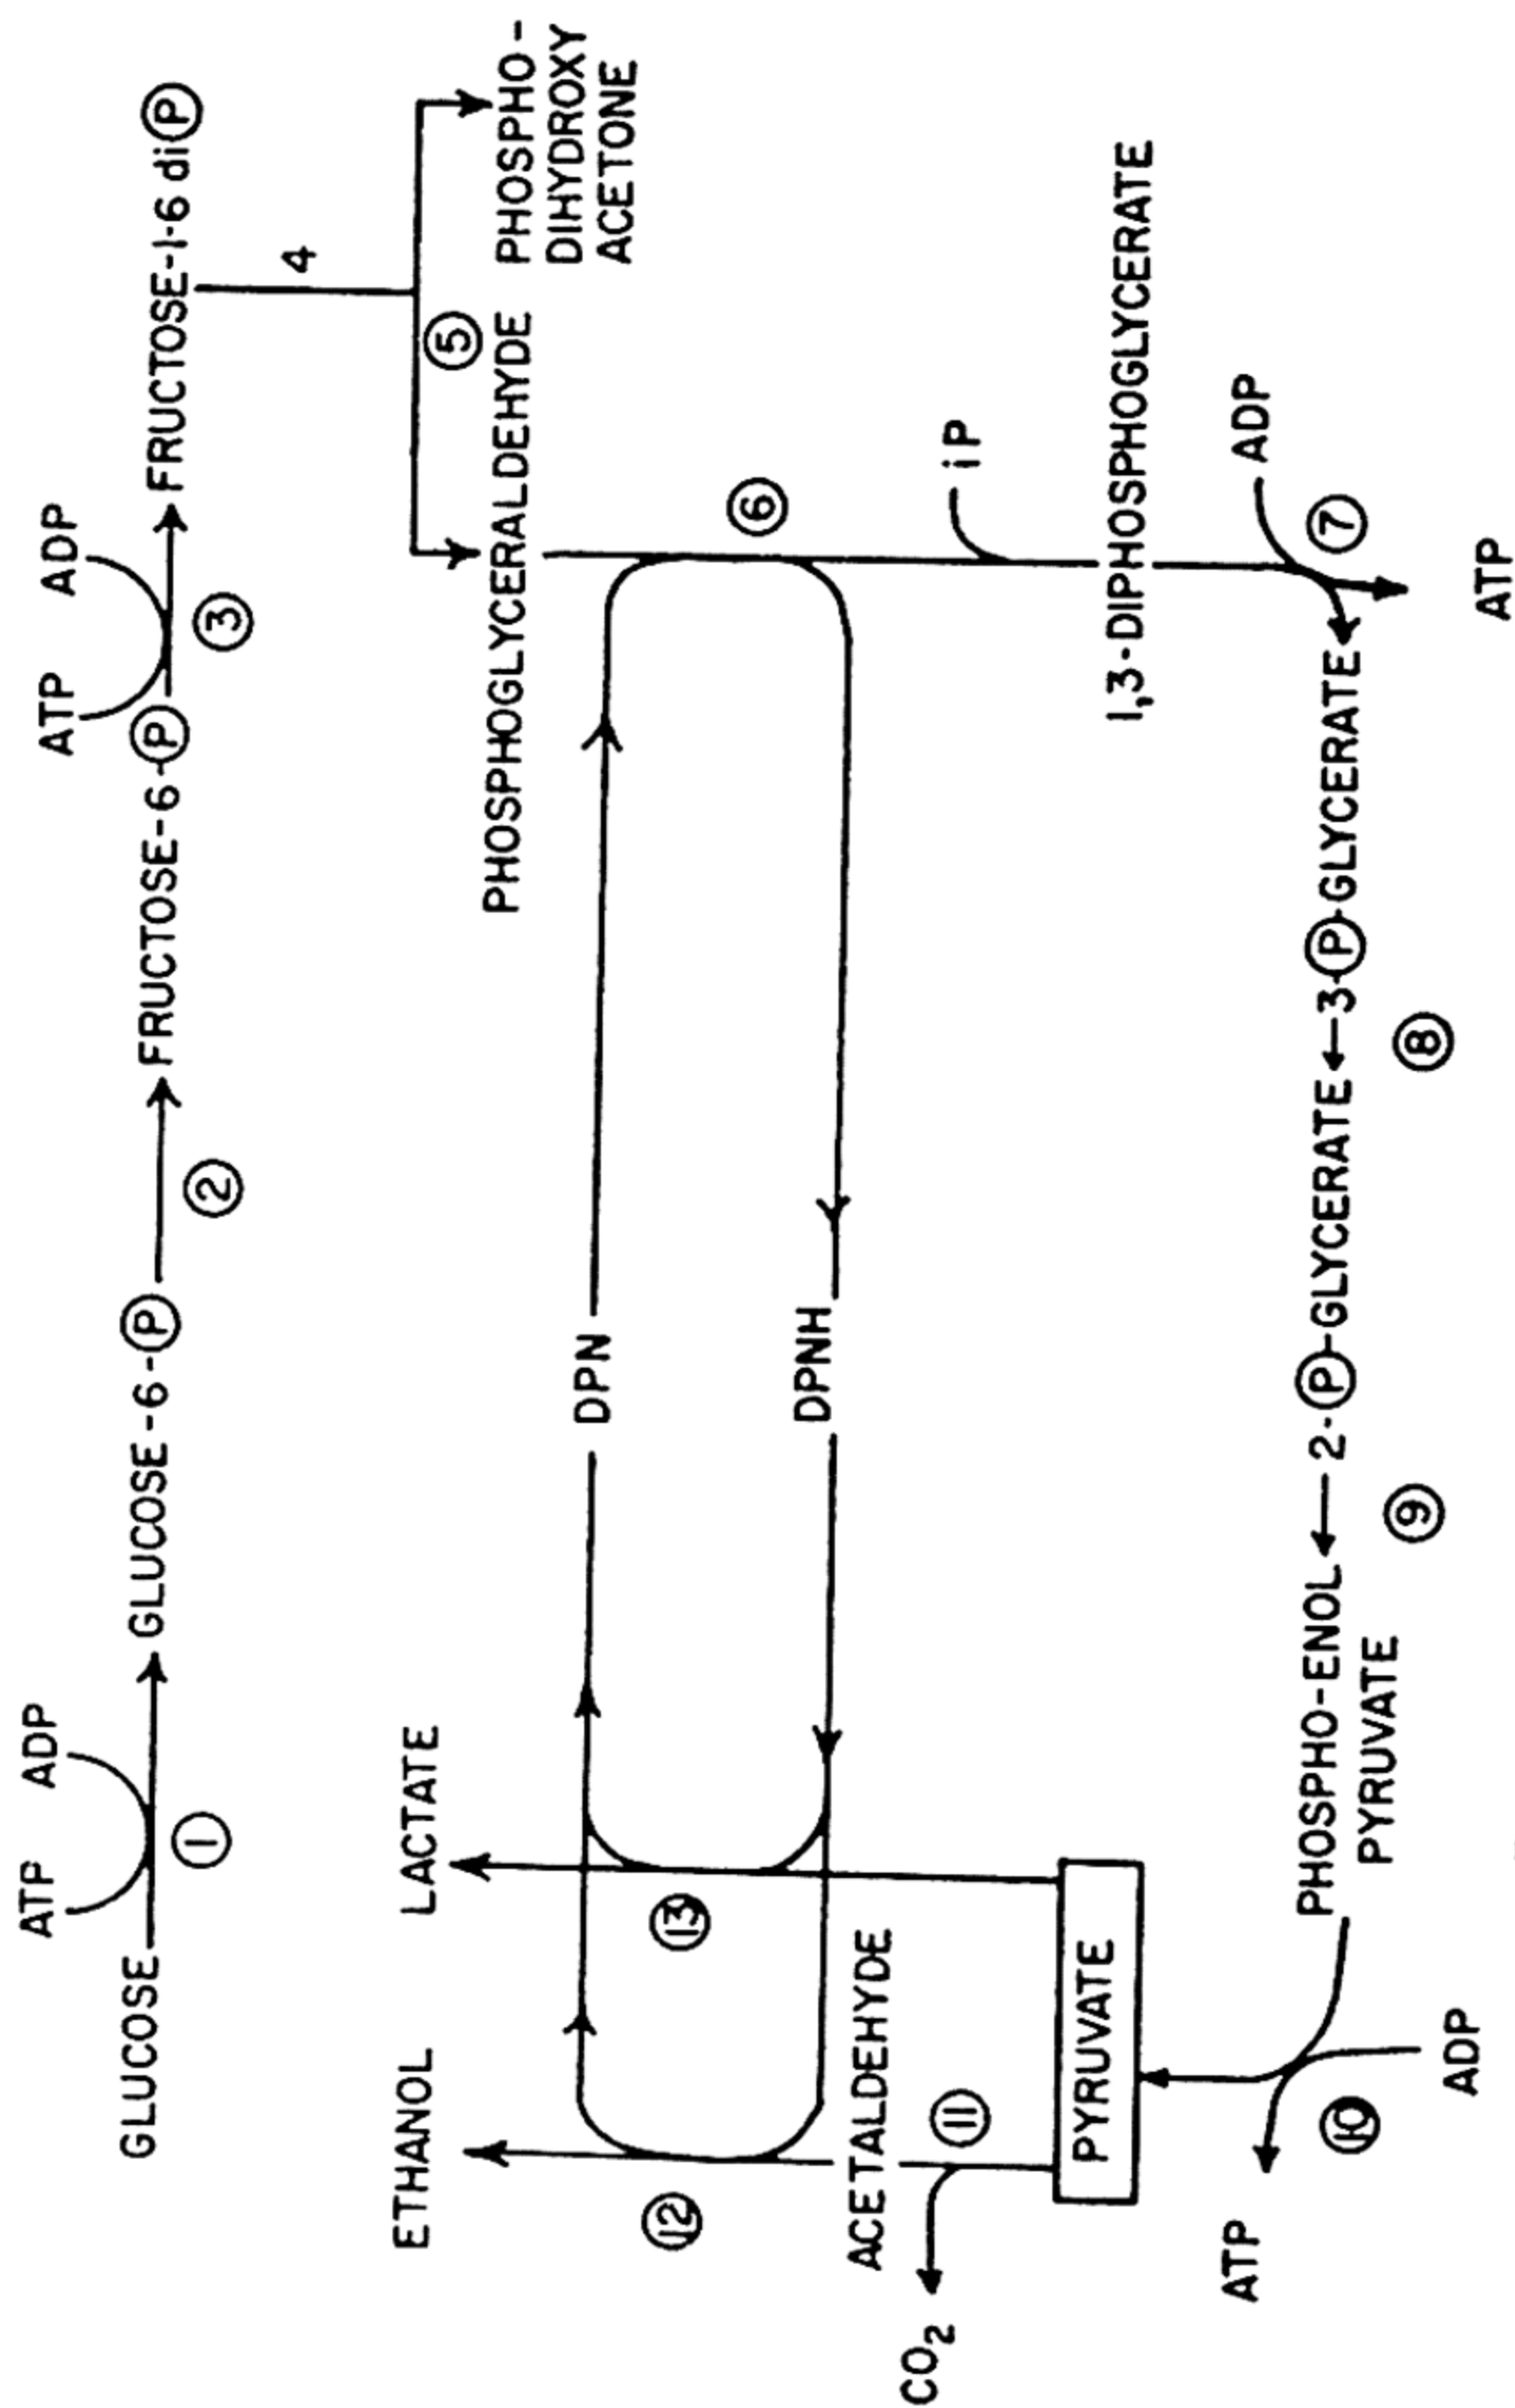 ATP ADP
ATP ADP
GLUCOSE
①
GLUCOSE-6-Ⓟ
②
FRUCTOSE-6-Ⓟ
③
FRUCTOSE-1-6 diⓅ
4
⑤
PHOSPHOGLYCERALDEHYDE
PHOSPHO-
DIHYDROXY
ACETONE
ETHANOL
LACTATE
DPN
⑫
⑬
⑥
DPNH
ACETALDEHYDE
CO₂
⑪
iP
PYRUVATE
1,3-DIPHOSPHOGLYCERATE
ATP
⑩
ADP
PHOSPHO-ENOL
PYRUVATE
⑨
2-Ⓟ-GLYCERATE
⑧
3-Ⓟ-GLYCERATE
⑦
ADP
ATP